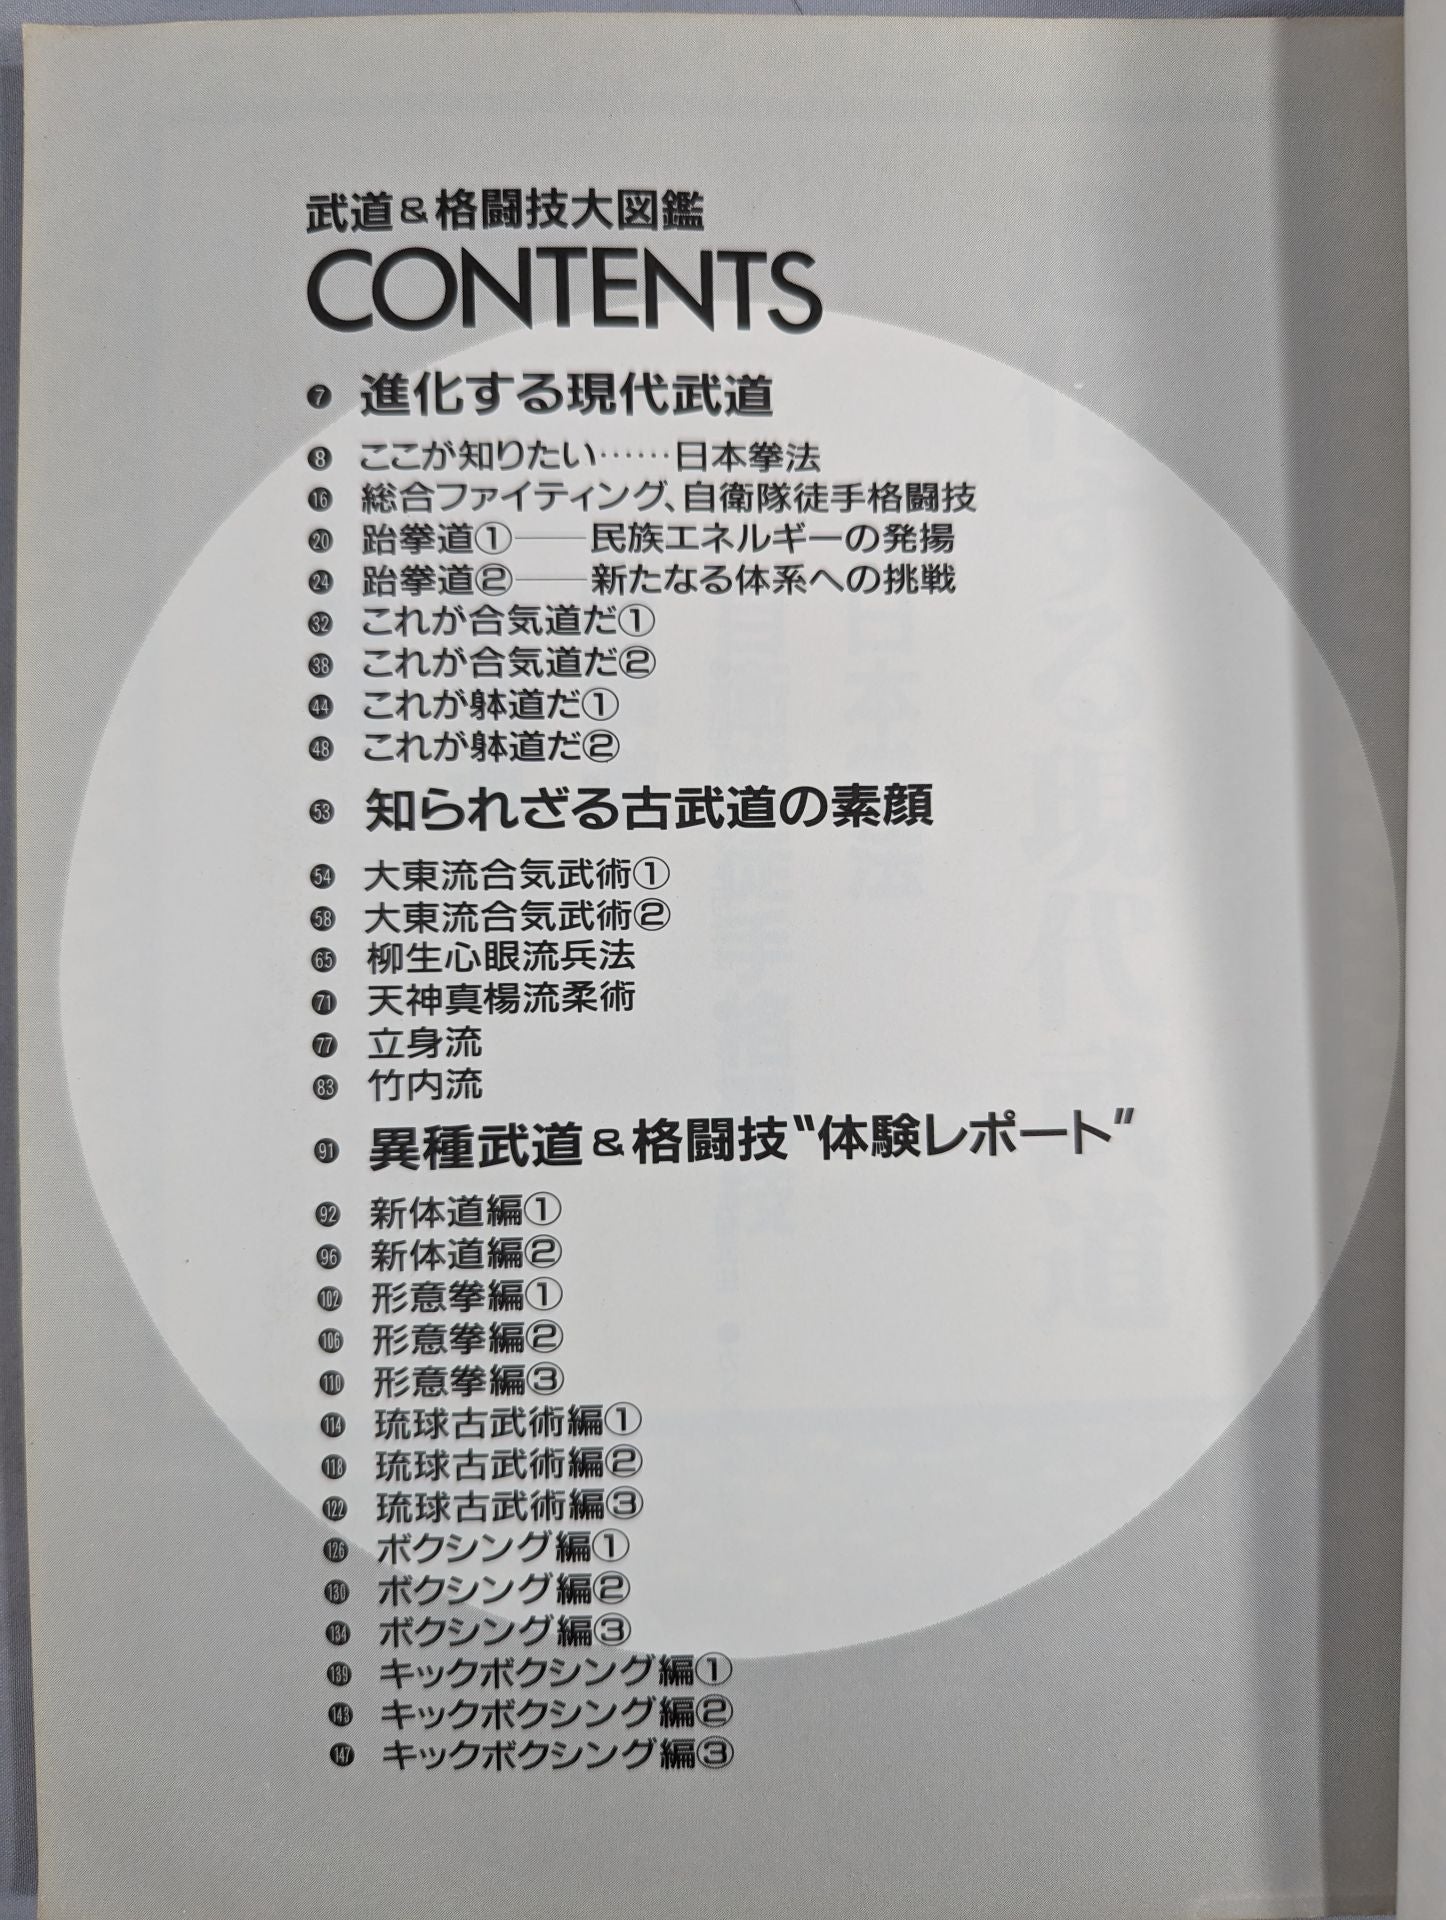 武道&格闘技大図鑑
CONTENTS
7 進化する現代武道
8 ここが知りたい……日本拳法
16 総合ファイティング、自衛隊徒手格闘技
20 跆拳道①──民族エネルギーの発揚
24 跆拳道②──新たなる体系への挑戦
32 これが合気道だ①
38 これが合気道だ②
44 これが躰道だ①
48 これが躰道だ②
53 知られざる古武道の素顔
54 大東流合気武術①
58 大東流合気武術②
65 柳生心眼流兵法
71 天神真楊流柔術
77 立身流
83 竹内流
91 異種武道&格闘技〝体験レポート〞
92 新体道編①
96 新体道編②
102 形意拳編①
106 形意拳編②
110 形意拳編③
114 琉球古武術編①
118 琉球古武術編②
122 琉球古武術編③
126 ボクシング編①
130 ボクシング編②
134 ボクシング編③
139 キックボクシング編①
143 キックボクシング編②
147 キックボクシング編③